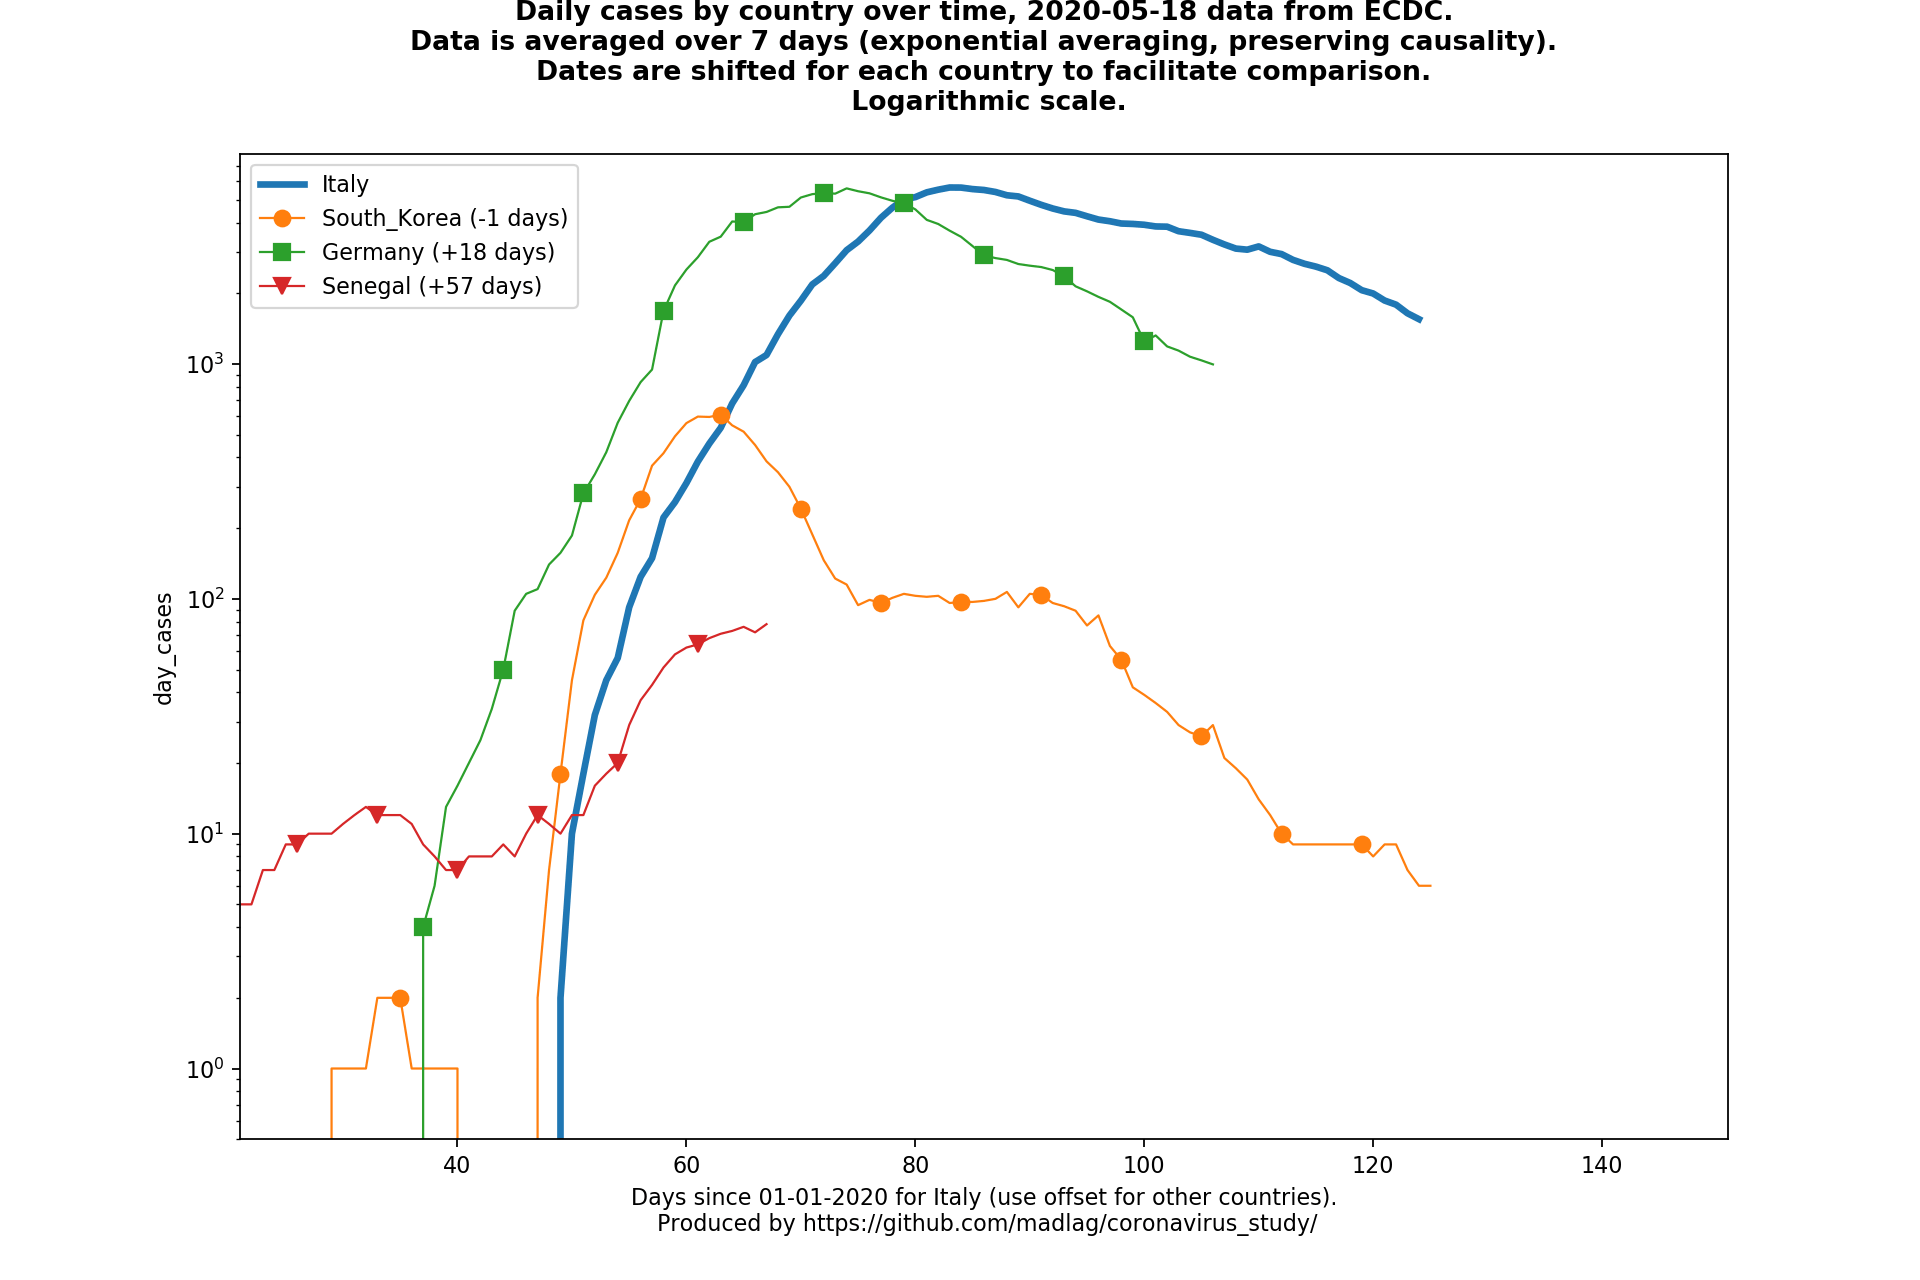 Daily cases by country over time, 2020-05-18 data from ECDC.
Data is averaged over 7 days (exponential averaging, preserving causality).
Dates are shifted for each country to facilitate comparison.
Logarithmic scale.
Italy
South_Korea (-1 days)
Germany (+18 days)
Senegal (+57 days)
10³
10²
10¹
10⁰
day_cases
40 60 80 100 120 140
Days since 01-01-2020 for Italy (use offset for other countries).
Produced by https://github.com/madlag/coronavirus_study/